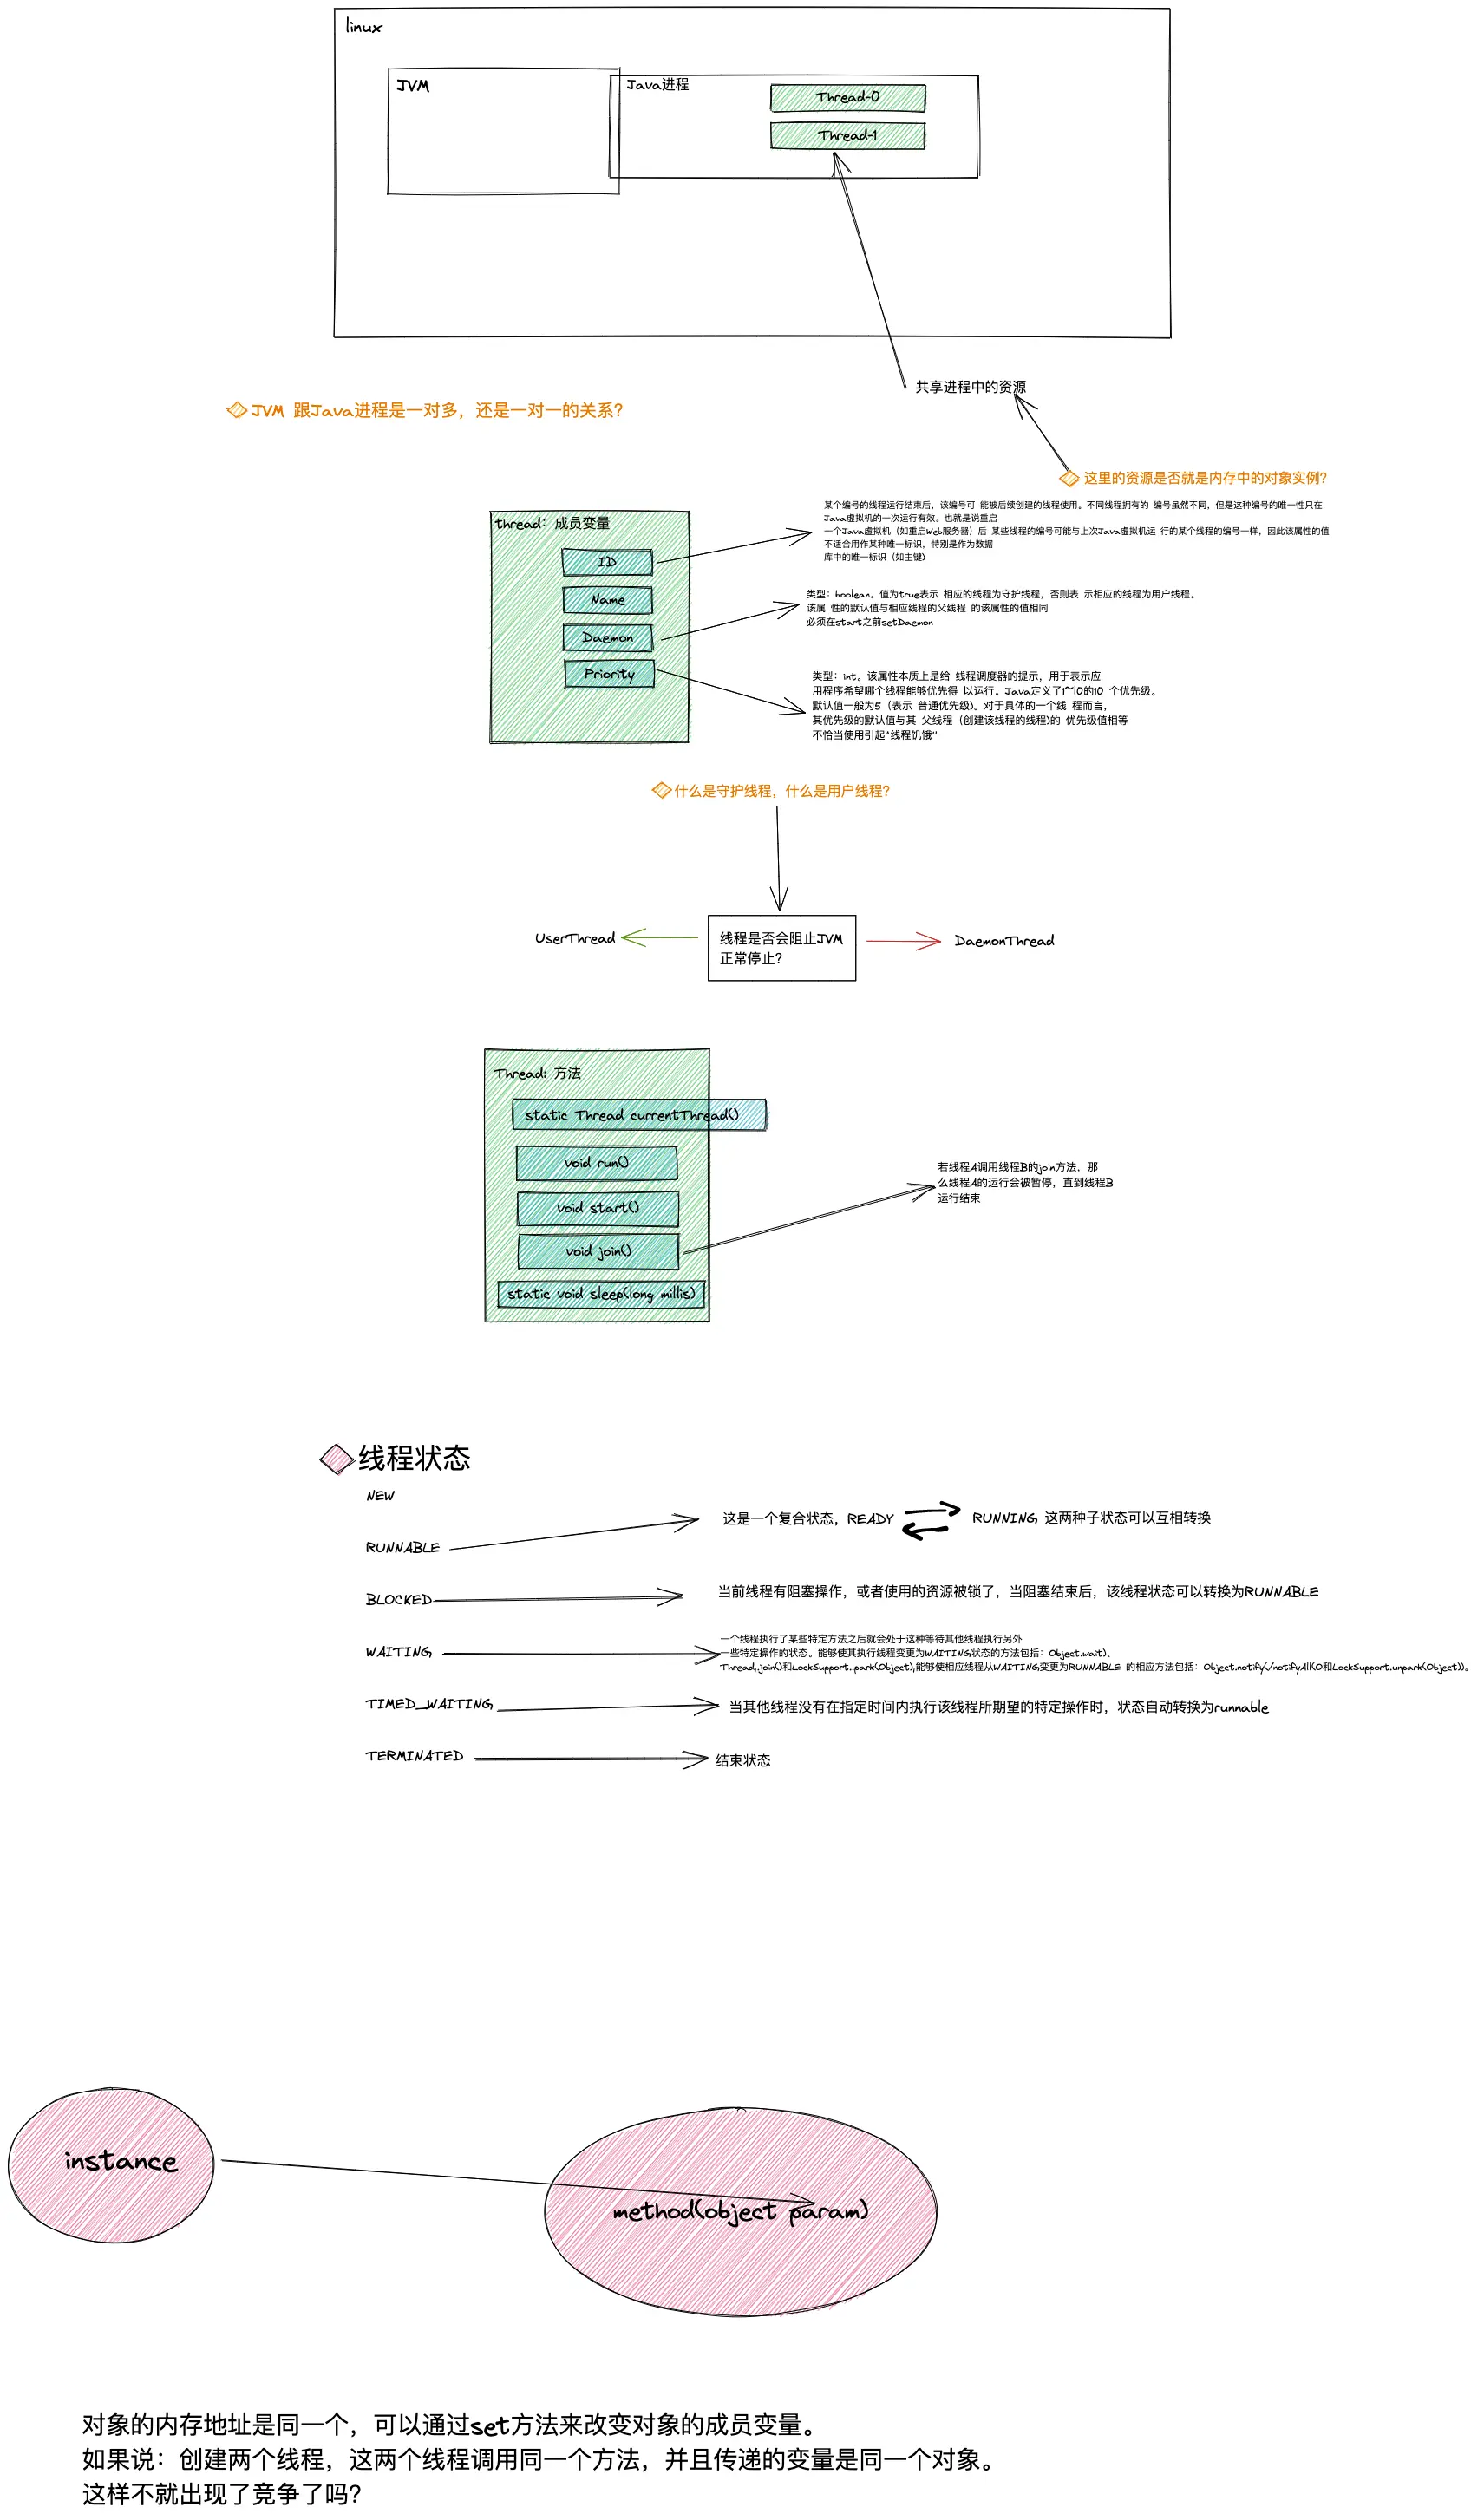 linux
JVM
Java进程
Thread-0
Thread-1
共享进程中的资源
JVM 跟Java进程是一对多，还是一对一的关系？
这里的资源是否就是内存中的对象实例？
thread：成员变量
ID
Name
Daemon
Priority
某个编号的线程运行结束后，该编号可 能被后续创建的线程使用。不同线程拥有的 编号虽然不同，但是这种编号的唯一性只在
Java虚拟机的一次运行有效。也就是说重启
一个Java虚拟机（如重启Web服务器）后 某些线程的编号可能与上次Java虚拟机运 行的某个线程的编号一样，因此该属性的值
不适合用作某种唯一标识，特别是作为数据
库中的唯一标识（如主键）
类型：boolean。值为true表示 相应的线程为守护线程，否则表 示相应的线程为用户线程。
该属 性的默认值与相应线程的父线程 的该属性的值相同
必须在start之前setDaemon
类型：int。该属性本质上是给 线程调度器的提示，用于表示应
用程序希望哪个线程能够优先得 以运行。Java定义了1~10的10 个优先级。
默认值一般为5（表示 普通优先级)。对于具体的一个线 程而言，
其优先级的默认值与其 父线程（创建该线程的线程)的 优先级值相等
不恰当使用引起“线程饥饿”
什么是守护线程，什么是用户线程？
UserThread
线程是否会阻止JVM
正常停止？
DaemonThread
Thread: 方法
static Thread currentThread()
void run()
void start()
void join()
static void sleep(long millis)
若线程A调用线程B的join方法，那
么线程A的运行会被暂停，直到线程B
运行结束
线程状态
NEW
RUNNABLE
这是一个复合状态，READY
RUNNING, 这两种子状态可以互相转换
BLOCKED
当前线程有阻塞操作，或者使用的资源被锁了，当阻塞结束后，该线程状态可以转换为RUNNABLE
WAITING
一个线程执行了某些特定方法之后就会处于这种等待其他线程执行另外
一些特定操作的状态。能够使其执行线程变更为WAITING状态的方法包括：Object.wait)、
Thread,join()和LockSupport..park(Object),能够使相应线程从WAITING变更为RUNNABLE 的相应方法包括：Object.notify(/notifyAll(O和LockSupport.unpark(Object))。
TIMED_WAITING
当其他线程没有在指定时间内执行该线程所期望的特定操作时，状态自动转换为runnable
TERMINATED
结束状态
instance
method(object param)
对象的内存地址是同一个，可以通过set方法来改变对象的成员变量。
如果说：创建两个线程，这两个线程调用同一个方法，并且传递的变量是同一个对象。
这样不就出现了竞争了吗？